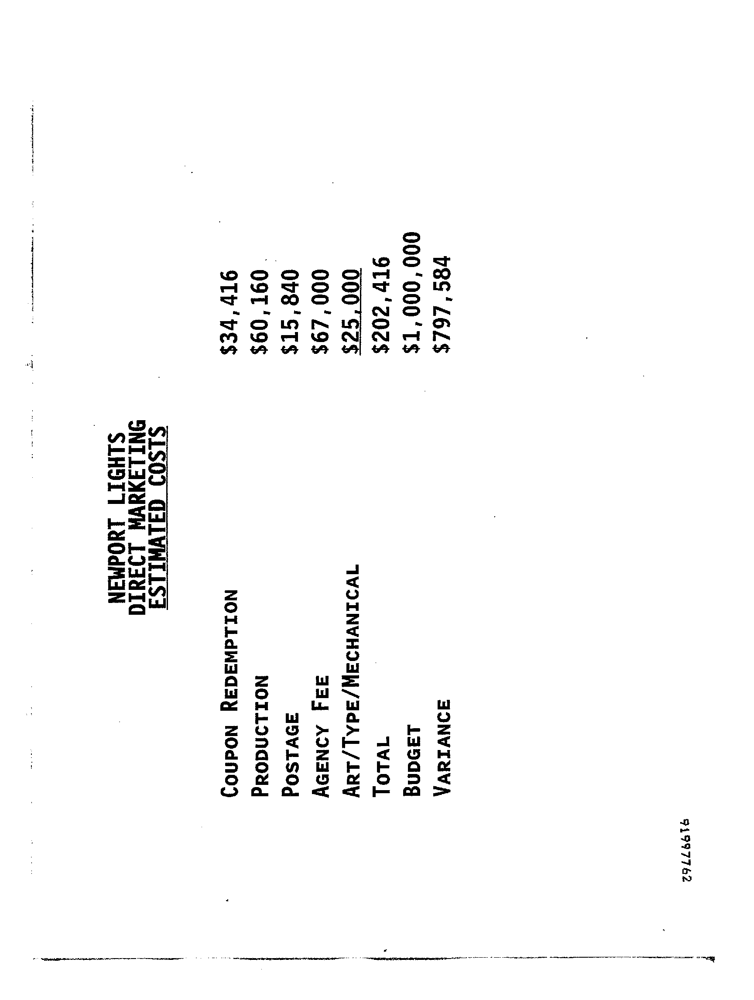 NEWPORT LIGHTS
DIRECT MARKETING
ESTIMATED COSTS
COUPON REDEMPTION $34,416
PRODUCTION $60,160
POSTAGE $15,840
AGENCY FEE $67,000
ART/TYPE/MECHANICAL $25,000
TOTAL $202,416
BUDGET $1,000,000
VARIANCE $797,584
91997762